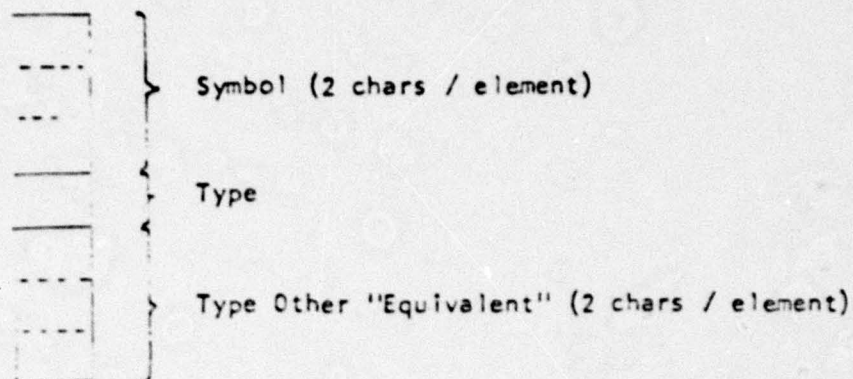 Symbol (2 chars / element)
Type
Type Other "Equivalent" (2 chars / element)